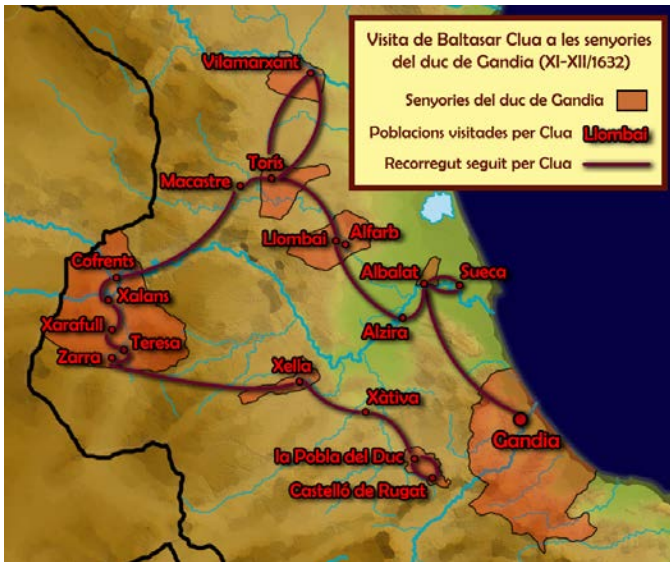 Visita de Baltasar Clua a les senyories
del duc de Gandia (XI-XII/1632)
Senyories del duc de Gandia
Poblacions visitades per Clua Llombai
Recorregut seguit per Clua
Vilamarxant
Torís
Macastre
Llombai
Alfarb
Albalat
Sueca
Cofrents
Xalans
Alzira
Xarafull
Teresa
Zarra
Xella
Xàtiva
Gandia
la Pobla del Duc
Castelló de Rugat